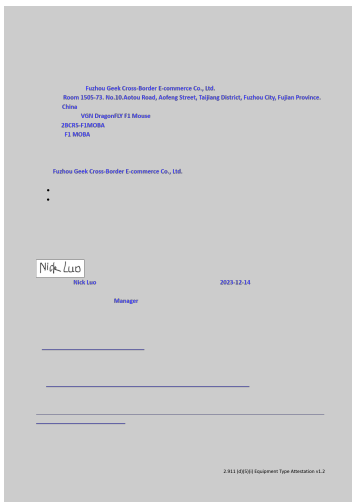 Fuzhou Geek Cross-Border E-commerce Co., Ltd.
Room 1505-73. No.10.Aotou Road, Aofeng Street, Taijiang District, Fuzhou City, Fujian Province.
China
VGN DragonFLY F1 Mouse
2BCR5-F1MOBA
F1 MOBA
Fuzhou Geek Cross-Border E-commerce Co., Ltd.
Nick Luo
Nick Luo 2023-12-14
Manager
2.911 (d)(5)(i) Equipment Type Attestation v1.2